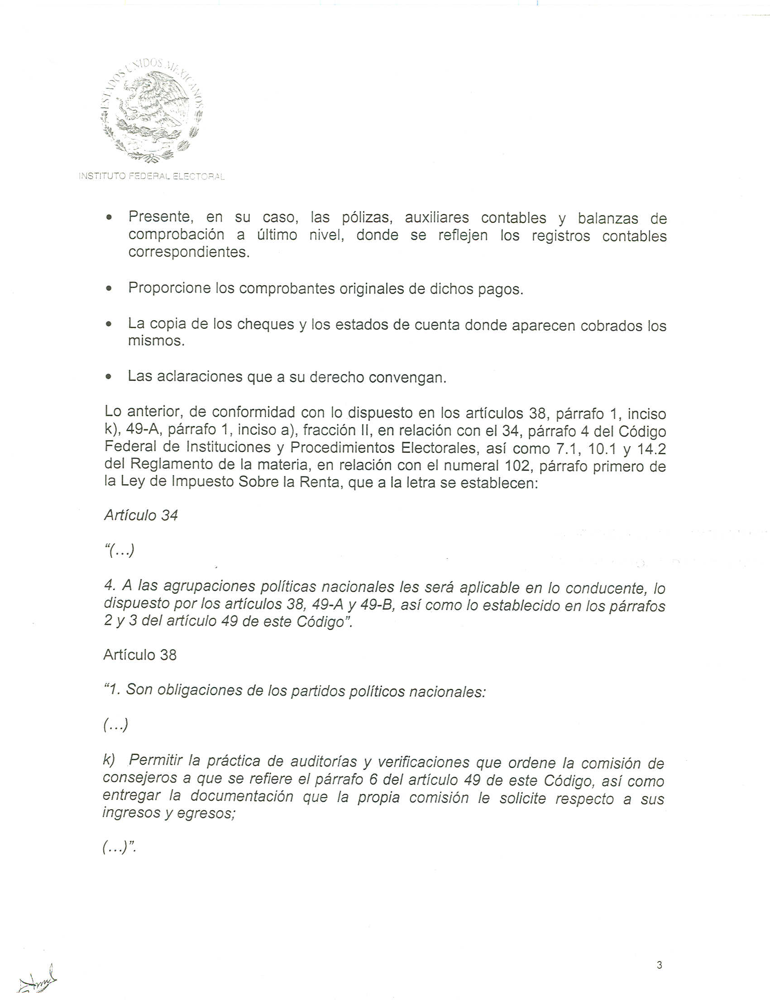 ESTADOS UNIDOS MEXICANOS
INSTITUTO FEDERAL ELECTORAL
• Presente, en su caso, las pólizas, auxiliares contables y balanzas de
comprobación a último nivel, donde se reflejen los registros contables
correspondientes.
• Proporcione los comprobantes originales de dichos pagos.
• La copia de los cheques y los estados de cuenta donde aparecen cobrados los
mismos.
• Las aclaraciones que a su derecho convengan.
Lo anterior, de conformidad con lo dispuesto en los artículos 38, párrafo 1, inciso
k), 49-A, párrafo 1, inciso a), fracción II, en relación con el 34, párrafo 4 del Código
Federal de Instituciones y Procedimientos Electorales, así como 7.1, 10.1 y 14.2
del Reglamento de la materia, en relación con el numeral 102, párrafo primero de
la Ley de Impuesto Sobre la Renta, que a la letra se establecen:
Artículo 34
“(...)
4. A las agrupaciones políticas nacionales les será aplicable en lo conducente, lo
dispuesto por los artículos 38, 49-A y 49-B, así como lo establecido en los párrafos
2 y 3 del artículo 49 de este Código”.
Artículo 38
“1. Son obligaciones de los partidos políticos nacionales:
(...)
k) Permitir la práctica de auditorías y verificaciones que ordene la comisión de
consejeros a que se refiere el párrafo 6 del artículo 49 de este Código, así como
entregar la documentación que la propia comisión le solicite respecto a sus
ingresos y egresos;
(...)”.
3